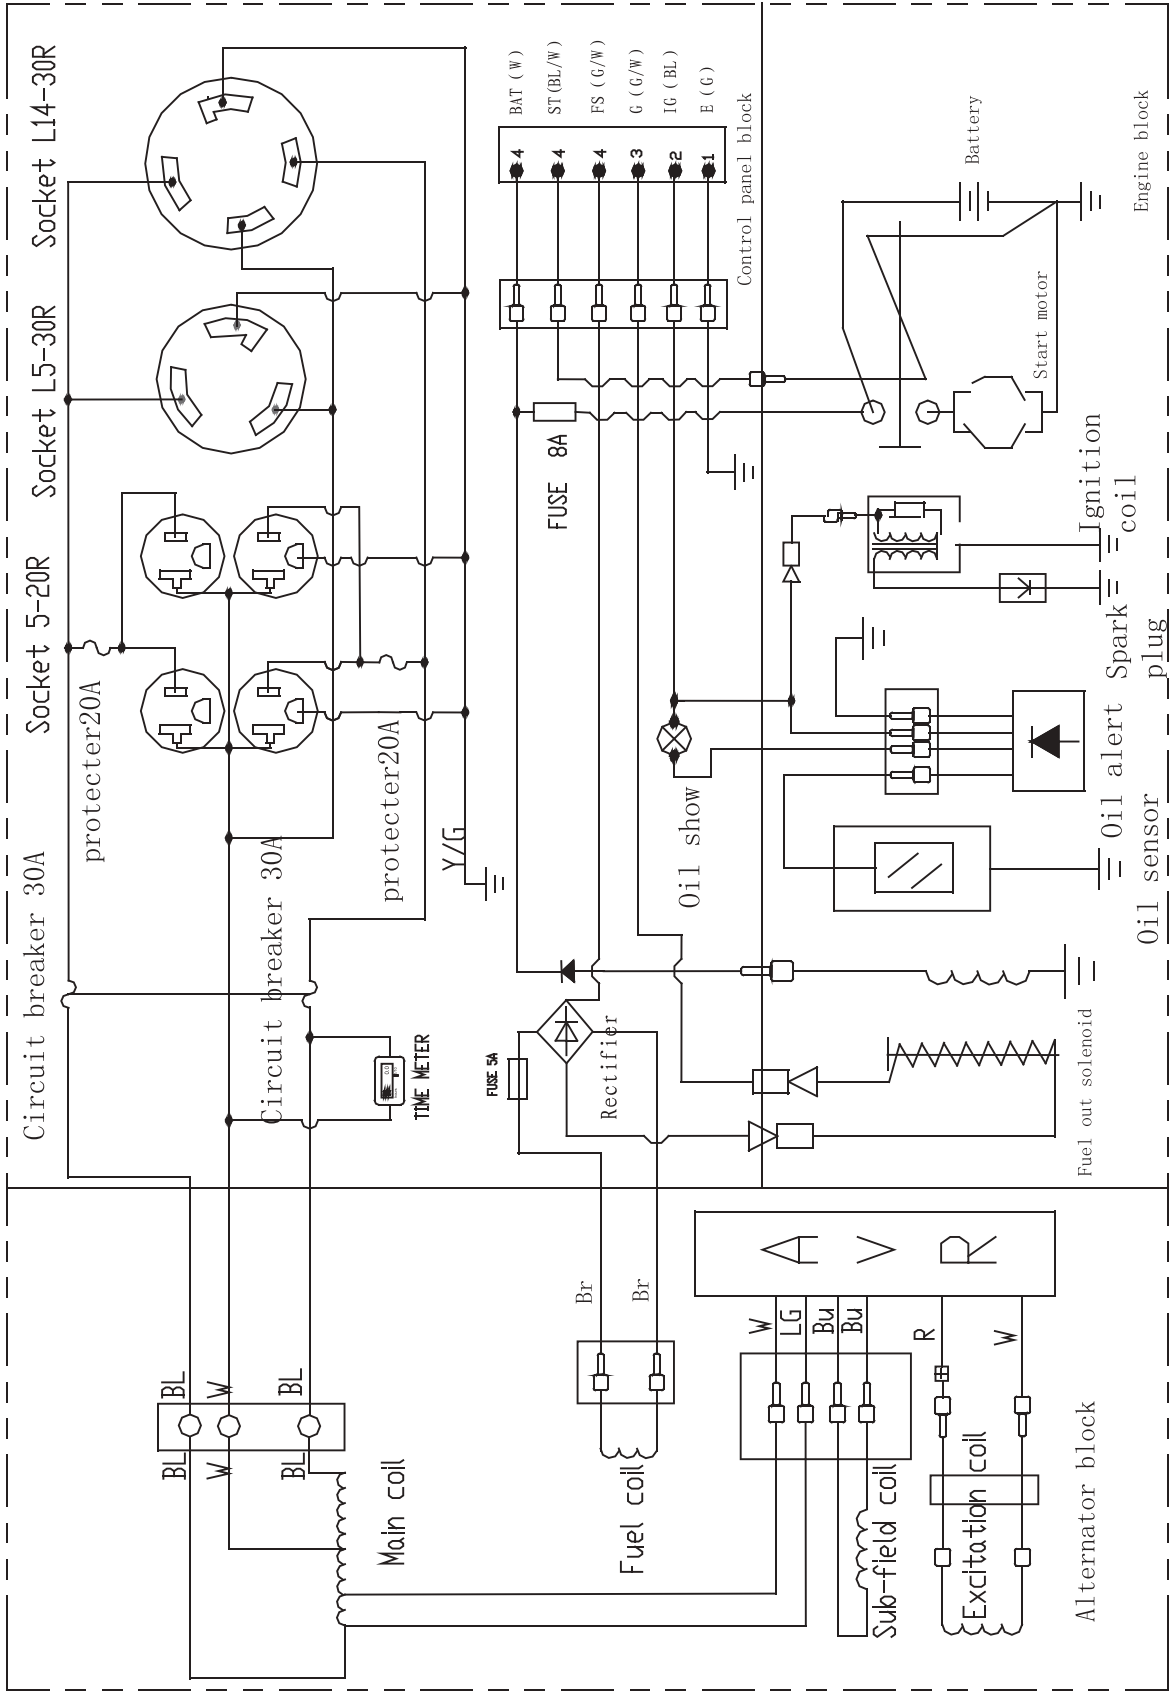 Socket L14-30R
Socket L5-30R
Socket 5-20R
protecter20A
protecter20A
Circuit breaker 30A
Circuit breaker 30A
Y/G
TIME METER
BL
W
BL
BL
W
BL
Main coil
BAT (W)
ST(BL/W)
FS (G/W)
G (G/W)
IG (BL)
E (G)
4
4
4
3
2
1
Control panel block
FUSE 8A
Oil show
FUSE 5A
Rectifier
Br
Br
Fuel coil
Battery
Engine block
Start motor
Ignition
coil
Spark
plug
Oil alert
Oil sensor
Fuel out solenoid
A V R
W
LG
Bu
Bu
R
W
Sub-field coil
Excitation coil
Alternator block